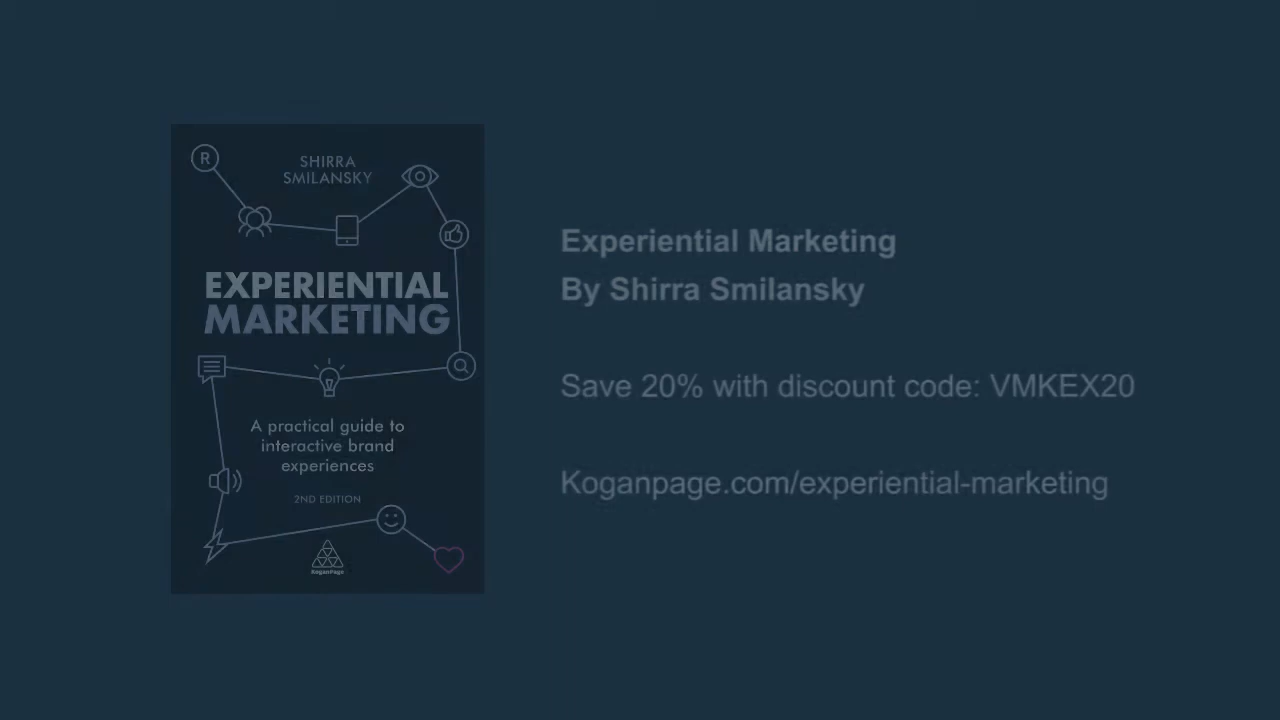 R
SHIRRA
SMILANSKY
EXPERIENTIAL
MARKETING
A practical guide to
interactive brand
experiences
2ND EDITION
KoganPage
Experiential Marketing
By Shirra Smilansky
Save 20% with discount code: VMKEX20
Koganpage.com/experiential-marketing